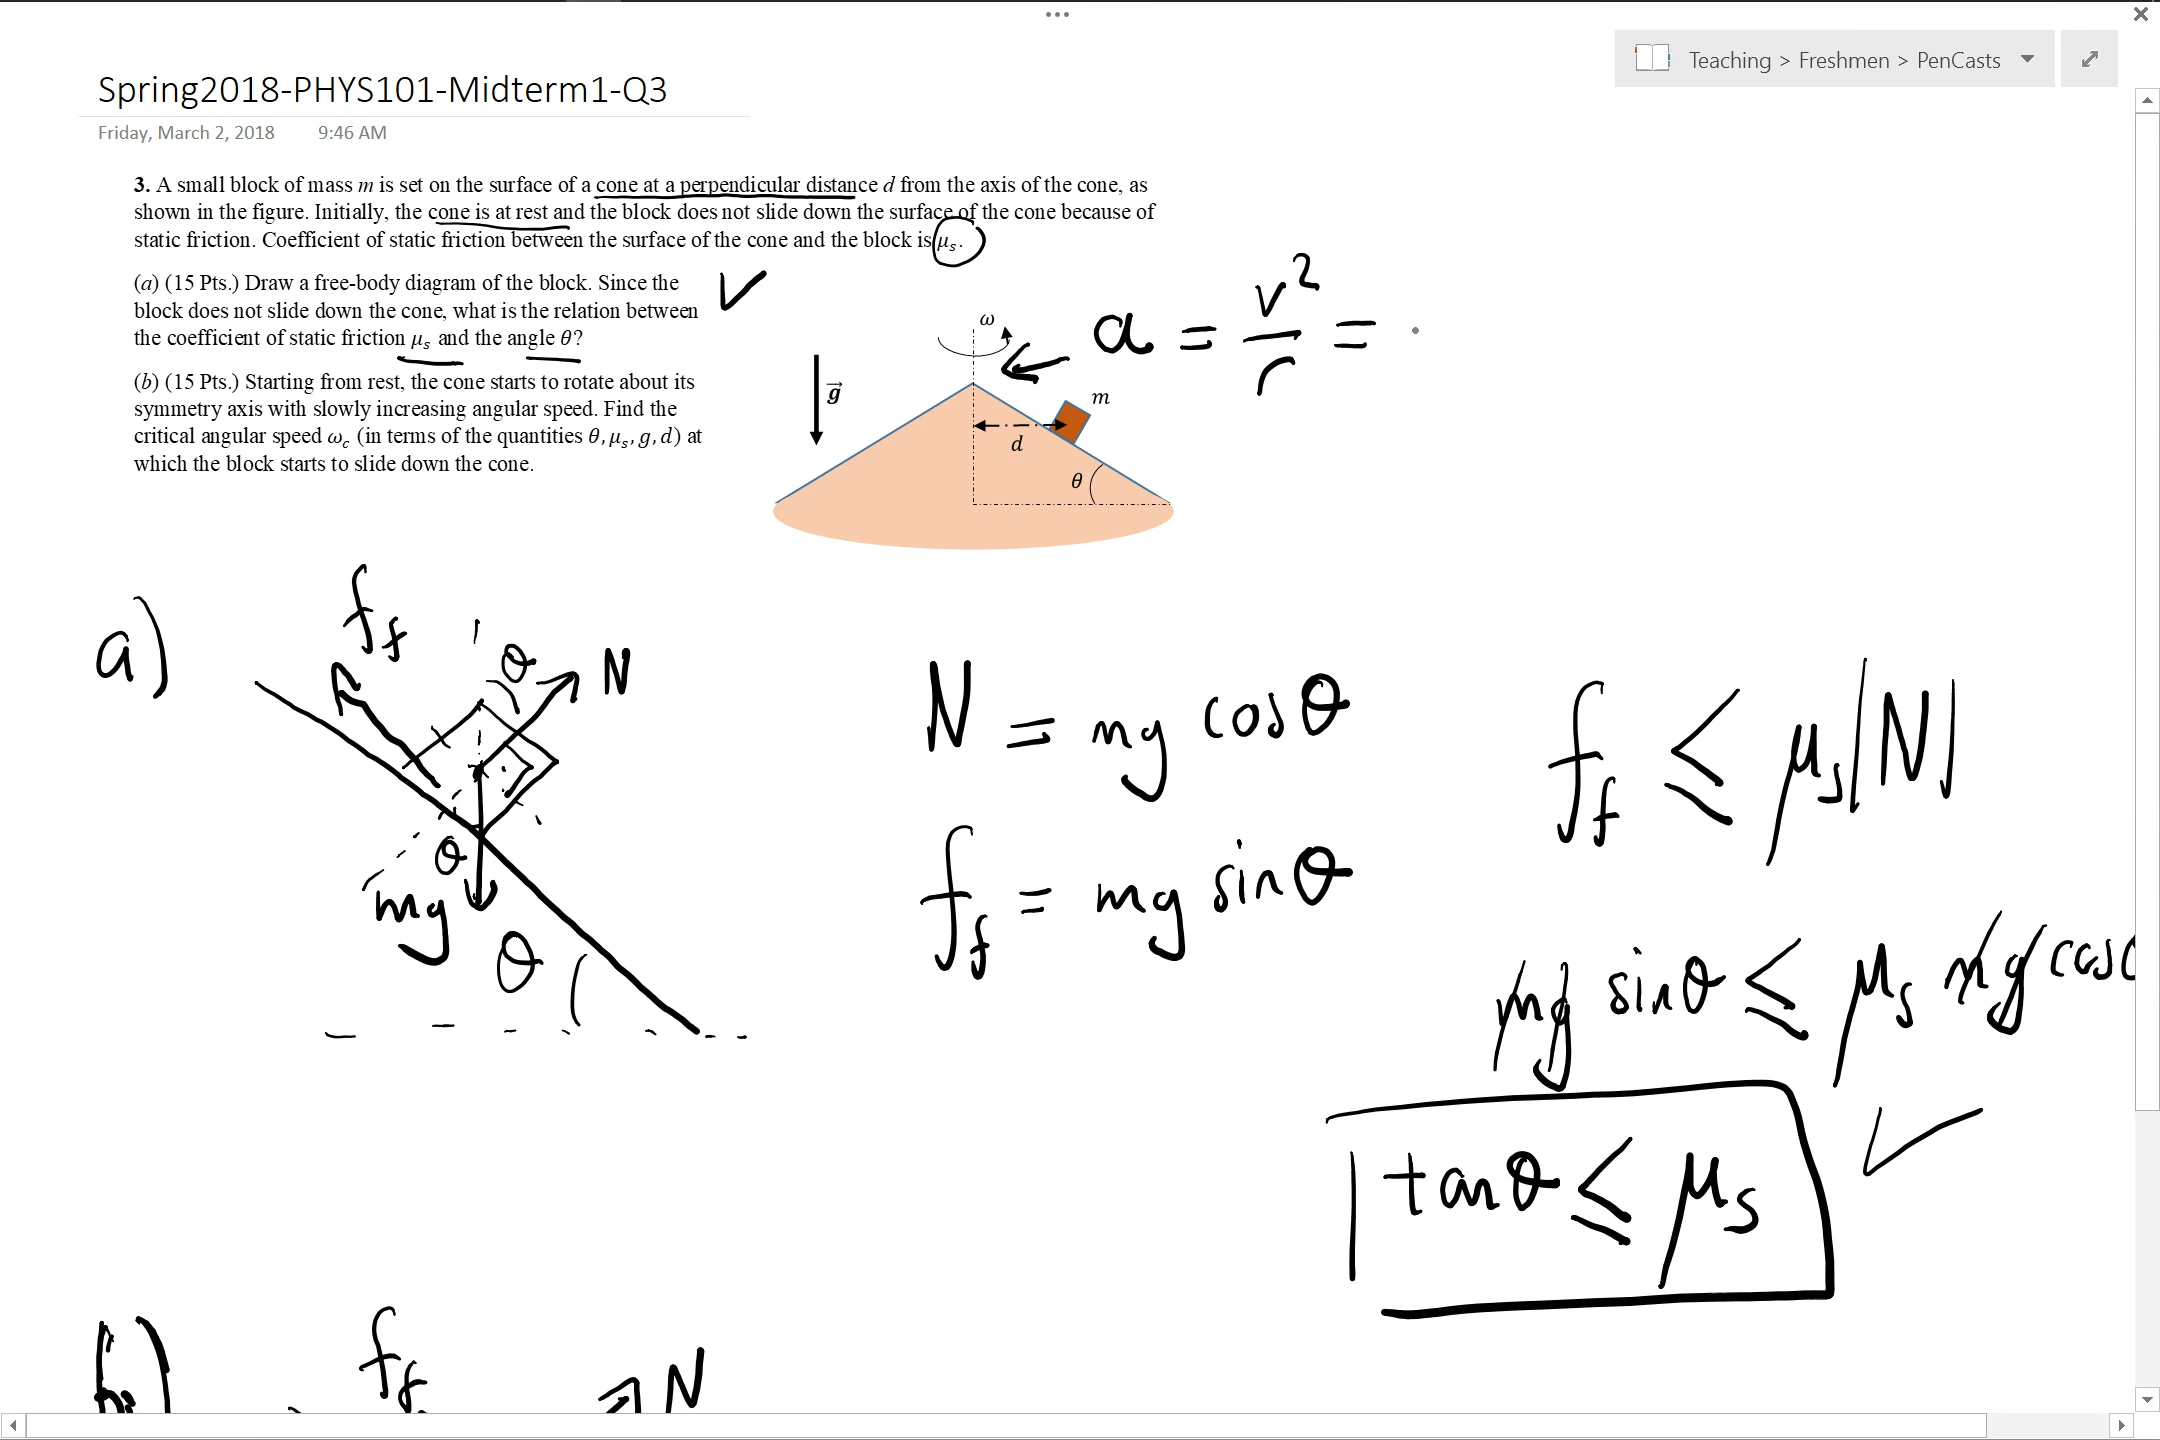 Teaching > Freshmen > PenCasts
Spring2018-PHYS101-Midterm1-Q3
Friday, March 2, 2018 9:46 AM
3. A small block of mass m is set on the surface of a cone at a perpendicular distance d from the axis of the cone, as
shown in the figure. Initially, the cone is at rest and the block does not slide down the surface of the cone because of
static friction. Coefficient of static friction between the surface of the cone and the block is μₛ.
(a) (15 Pts.) Draw a free-body diagram of the block. Since the
block does not slide down the cone, what is the relation between
the coefficient of static friction μₛ and the angle θ?
(b) (15 Pts.) Starting from rest, the cone starts to rotate about its
symmetry axis with slowly increasing angular speed. Find the
critical angular speed ω_c (in terms of the quantities θ, μₛ, g, d) at
which the block starts to slide down the cone.
ω
a = v²/r =
g⃗
m
d
θ
a)
f_f
θ
N
θ
mg
θ
N = mg cosθ
f_f = mg sinθ
f_f ≤ μₛ|N|
mg sinθ ≤ μₛ mg cos
tanθ ≤ μₛ
b)
f_f
N